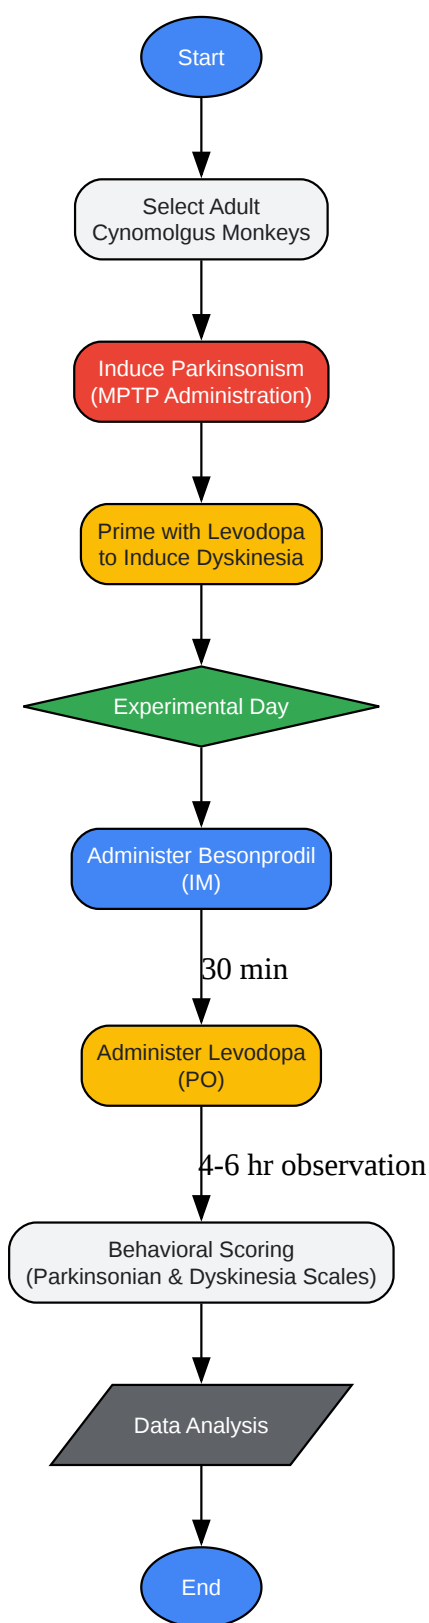 Start
Select Adult
Cynomolgus Monkeys
Induce Parkinsonism
(MPTP Administration)
Prime with Levodopa
to Induce Dyskinesia
Experimental Day
Administer Besonprodil
(IM)
30 min
Administer Levodopa
(PO)
4-6 hr observation
Behavioral Scoring
(Parkinsonian & Dyskinesia Scales)
Data Analysis
End